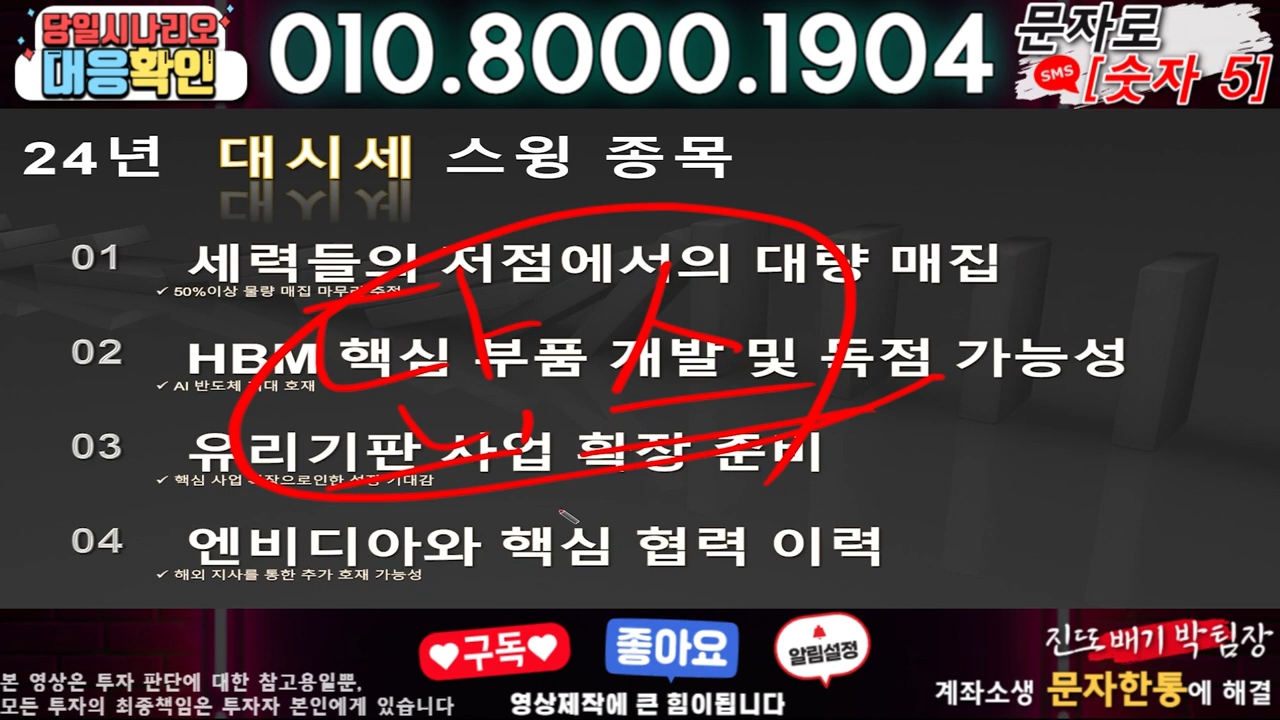 당일시나리오
대응확인
010.8000.1904
문자로
SMS [숫자 5]
24년 대시세 스윙 종목
01 세력들의 저점에서의 대량 매집
✓ 50%이상 물량 매집 마무리 추정
02 HBM 핵심 부품 개발 및 독점 가능성
✓ AI 반도체 최대 호재
03 유리기판 사업 확장 준비
✓ 핵심 사업 확장으로인한 성장 기대감
04 엔비디아와 핵심 협력 이력
✓ 해외 지사를 통한 추가 호재 가능성
단스
구독
좋아요
알림설정
영상제작에 큰 힘이됩니다
본 영상은 투자 판단에 대한 참고용일뿐,
모든 투자의 최종책임은 투자자 본인에게 있습니다
진또배기 박팀장
계좌소생 문자한통에 해결